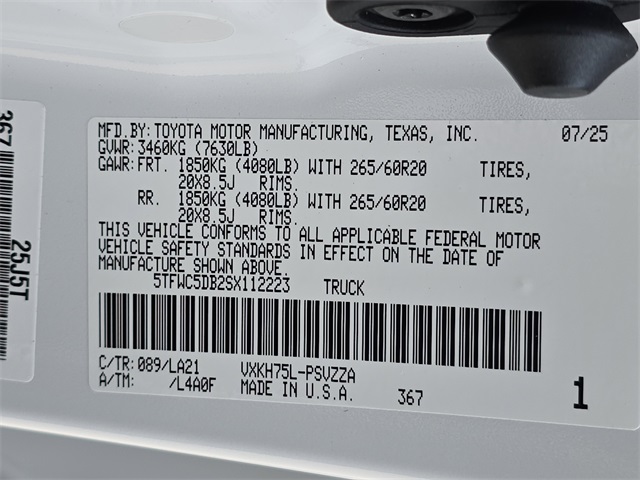 MFD.BY:TOYOTA MOTOR MANUFACTURING, TEXAS, INC. 07/25
GVWR:3460KG (7630LB)
GAWR:FRT. 1850KG (4080LB) WITH 265/60R20 TIRES,
20X8.5J RIMS.
RR. 1850KG (4080LB) WITH 265/60R20 TIRES,
20X8.5J RIMS.
THIS VEHICLE CONFORMS TO ALL APPLICABLE FEDERAL MOTOR
VEHICLE SAFETY STANDARDS IN EFFECT ON THE DATE OF
MANUFACTURE SHOWN ABOVE.
5TFWC5DB2SX112223 TRUCK
C/TR:089/LA21 VXKH75L-PSVZZA
A/TM: /L4A0F MADE IN U.S.A. 367 1
367
25J5T